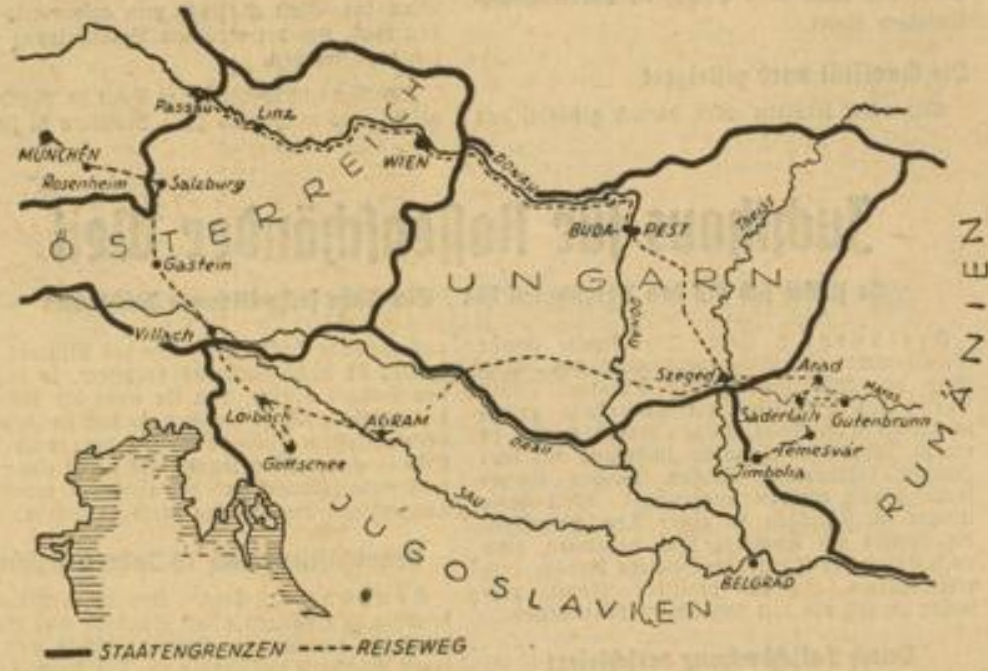 Passau
Linz
MÜNCHEN
WIEN
DONAU
Rosenheim
Salzburg
ÖSTERREICH
BUDA-PEST
THEISS
Gastein
UNGARN
DONAU
Villach
Szeged
Arad
MAROS
Laibach
AGRAM
Saderlach
Gutenbrunn
Gottschee
DRAU
Temesvár
Jimbolia
RUMÄNIEN
SAU
JUGOSLAVIEN
BELGRAD
STAATENGRENZEN
REISEWEG